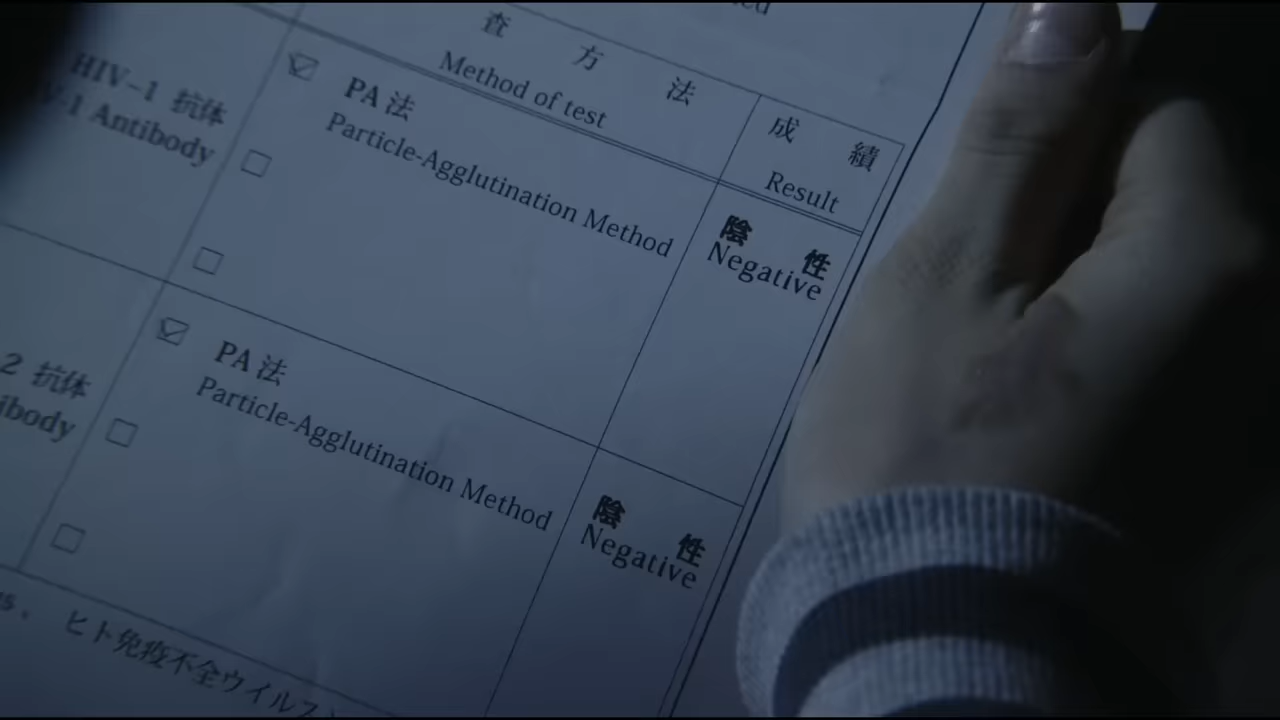 査 方 法
Method of test
成 績
Result
HIV-1 抗体
-1 Antibody
PA 法
Particle-Agglutination Method
陰 性
Negative
2 抗体
ibody
PA 法
Particle-Agglutination Method
陰 性
Negative
ヒト免疫不全ウイルス